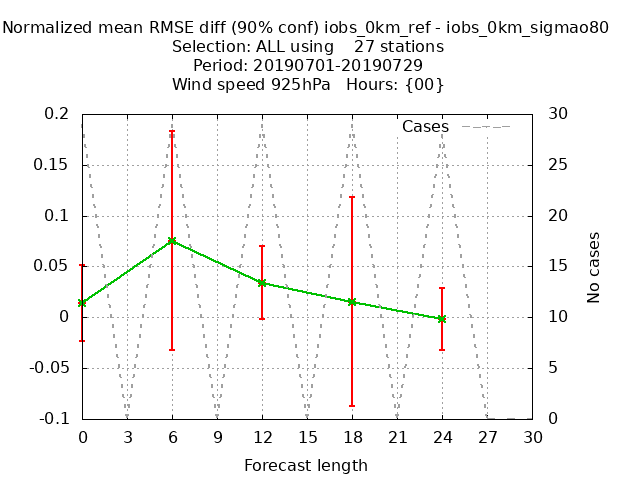 Normalized mean RMSE diff (90% conf) iobs_0km_ref - iobs_0km_sigmao80
Selection: ALL using    27 stations
Period: 20190701-20190729
Wind speed 925hPa   Hours: {00}
Cases
0.2
0.15
0.1
0.05
0
-0.05
-0.1
30
25
20
15
10
5
0
No cases
0 3 6 9 12 15 18 21 24 27 30
Forecast length